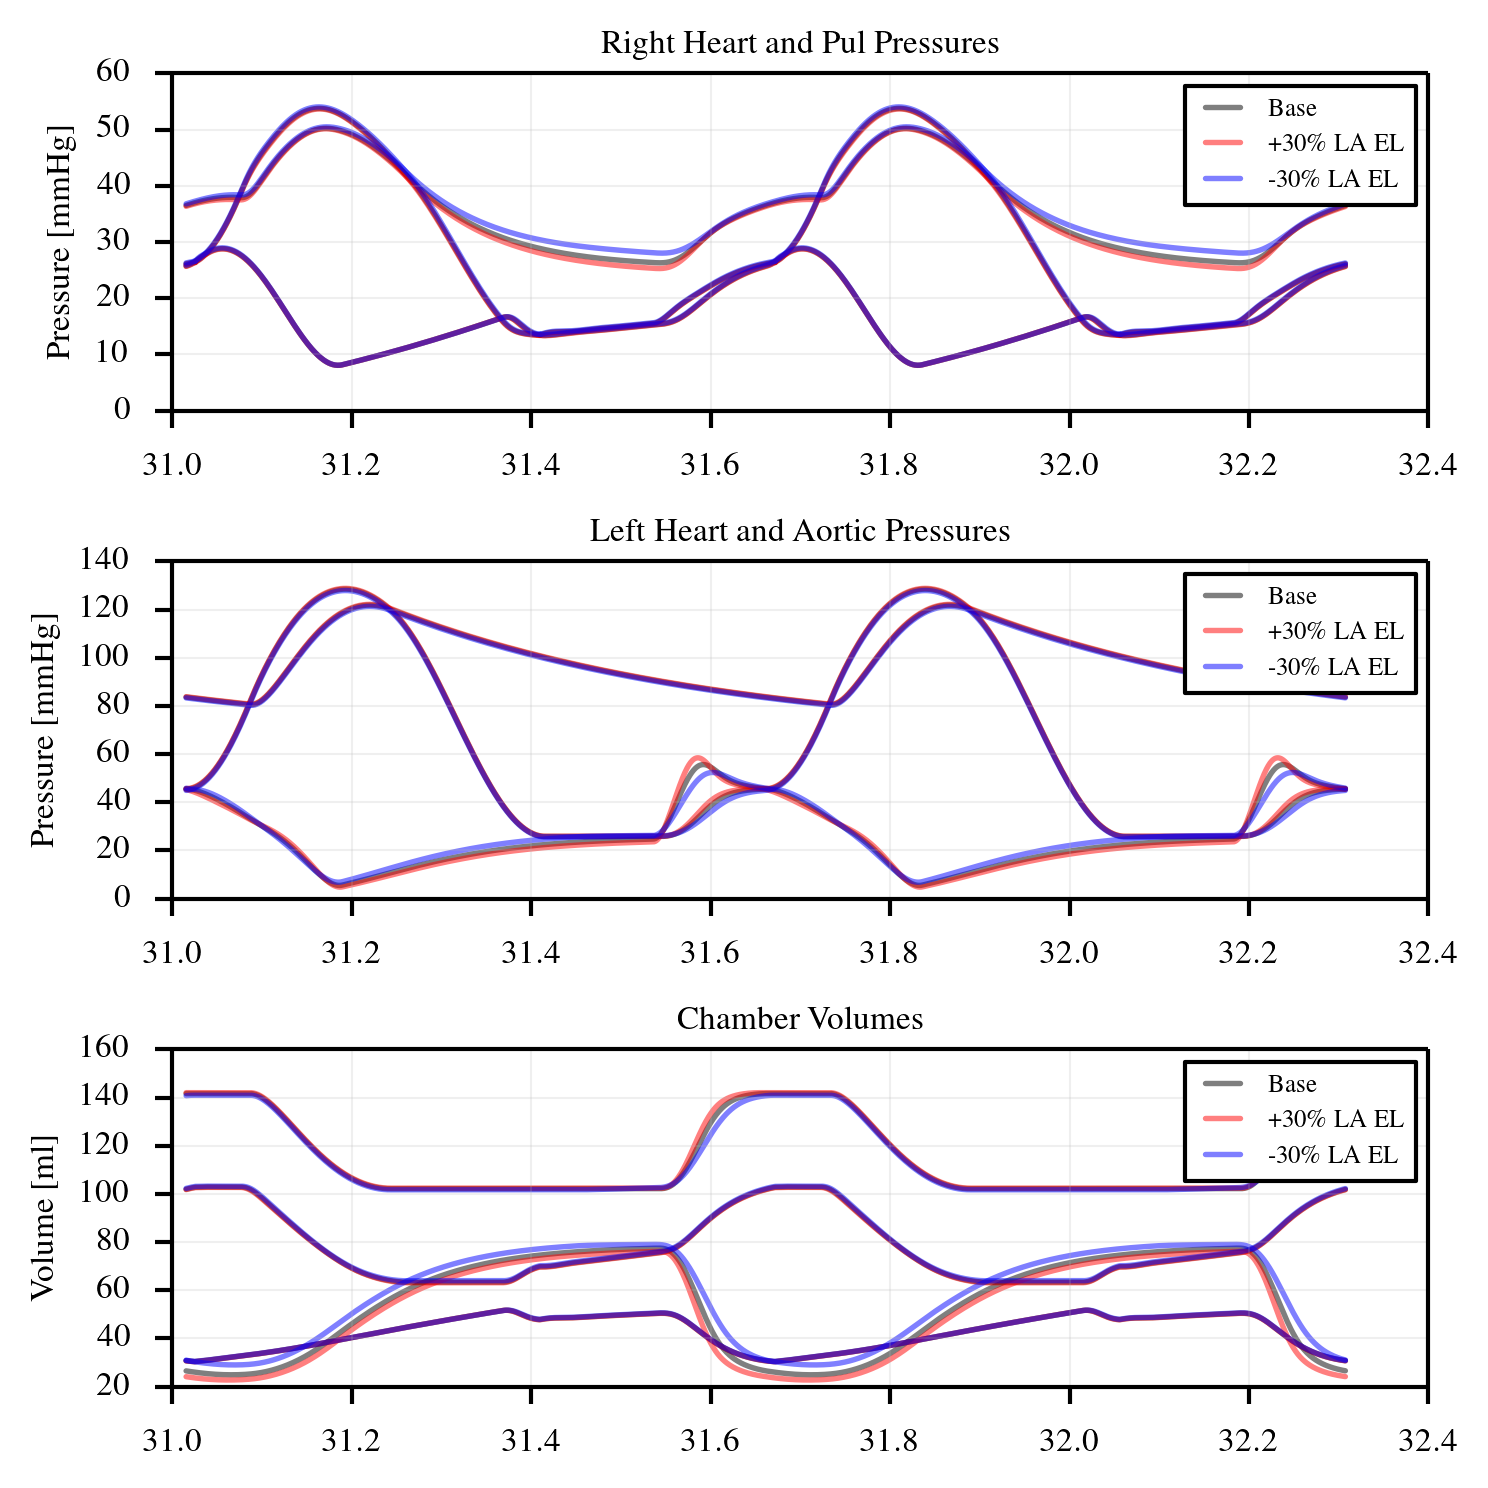 Right Heart and Pul Pressures
60
50
40
30
20
10
0
Pressure [mmHg]
Base
+30% LA EL
-30% LA EL
31.0 31.2 31.4 31.6 31.8 32.0 32.2 32.4
Left Heart and Aortic Pressures
140
120
100
80
60
40
20
0
Pressure [mmHg]
Base
+30% LA EL
-30% LA EL
31.0 31.2 31.4 31.6 31.8 32.0 32.2 32.4
Chamber Volumes
160
140
120
100
80
60
40
20
Volume [ml]
Base
+30% LA EL
-30% LA EL
31.0 31.2 31.4 31.6 31.8 32.0 32.2 32.4